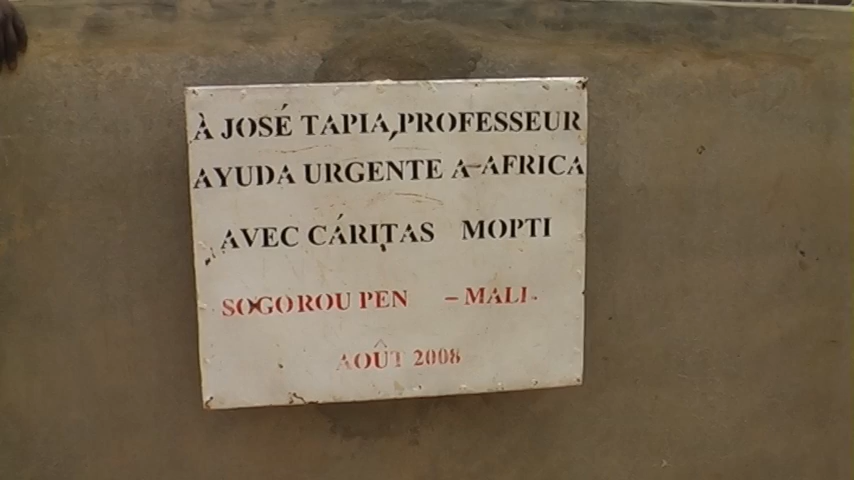 À JOSÉ TAPIA,PROFESSEUR
AYUDA URGENTE A AFRICA
AVEC CÁRITAS MOPTI
SOGOROU PEN - MALI.
AOÛT 2008